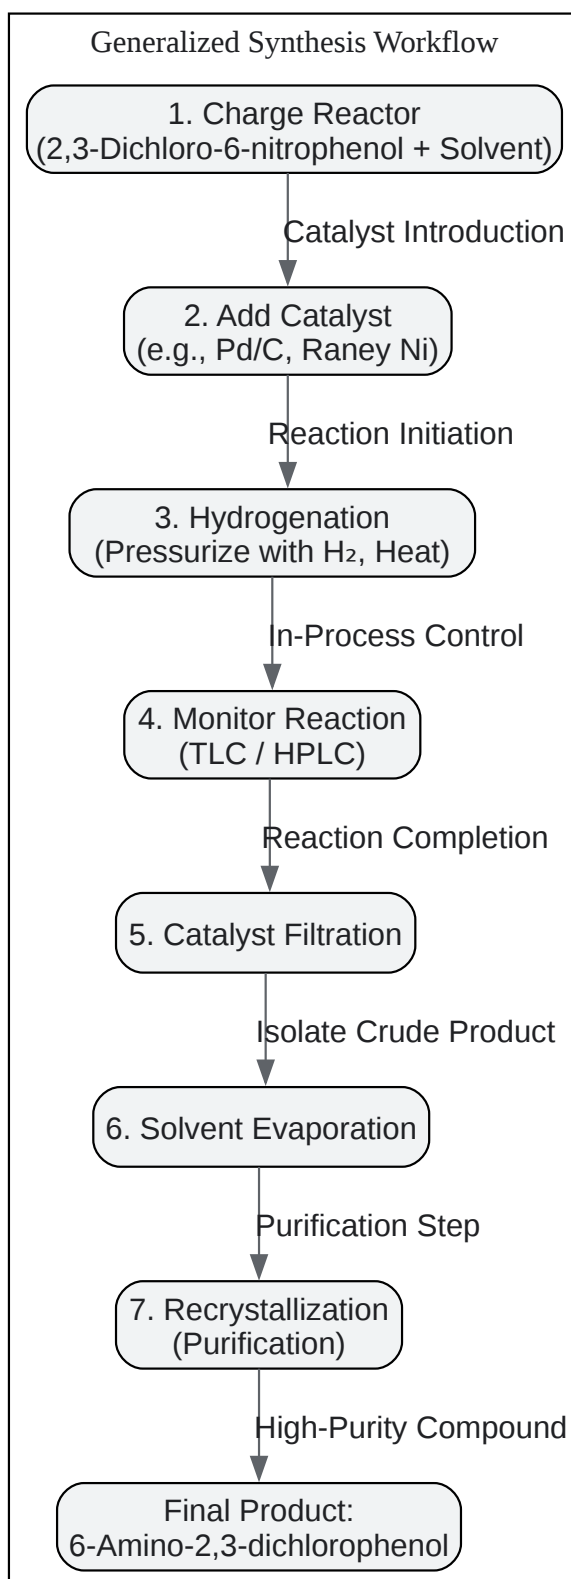 Generalized Synthesis Workflow
1. Charge Reactor
(2,3-Dichloro-6-nitrophenol + Solvent)
Catalyst Introduction
2. Add Catalyst
(e.g., Pd/C, Raney Ni)
Reaction Initiation
3. Hydrogenation
(Pressurize with H₂, Heat)
In-Process Control
4. Monitor Reaction
(TLC / HPLC)
Reaction Completion
5. Catalyst Filtration
Isolate Crude Product
6. Solvent Evaporation
Purification Step
7. Recrystallization
(Purification)
High-Purity Compound
Final Product:
6-Amino-2,3-dichlorophenol